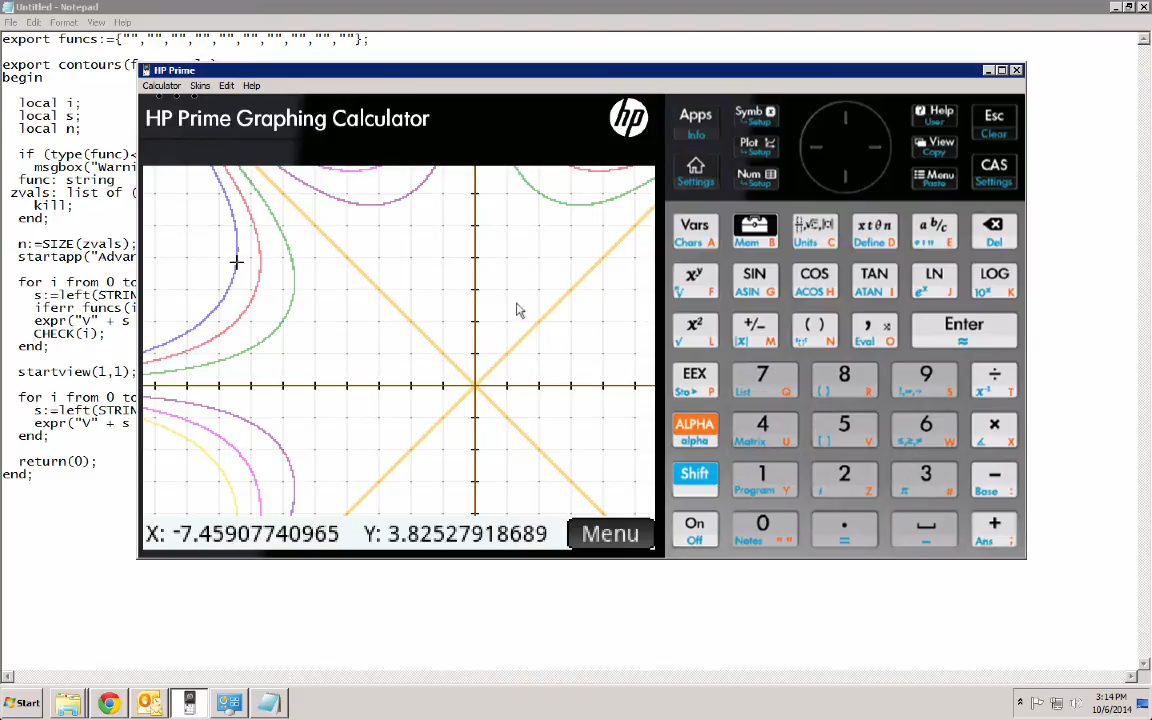 Untitled - Notepad
File Edit Format View Help
export funcs:={"","","","","","","","","",""};
export contours(f
begin
local i;
local s;
local n;
if (type(func)<
msgbox("Warni
func: string
zvals: list of (
kill;
end;
n:=SIZE(zvals);
startapp("Advan
for i from 0 to
s:=left(STRIN
iferr funcs(i
expr("V" + s
CHECK(i);
end;
startview(1,1);
for i from 0 to
s:=left(STRIN
expr("V" + s
end;
return(0);
end;
HP Prime
Calculator Skins Edit Help
HP Prime Graphing Calculator
hp
X: -7.45907740965 Y: 3.82527918689 Menu
Apps
Info
Symb
Setup
Help
User
Esc
Clear
Plot
Setup
View
Copy
Settings
Num
Setup
Menu
Paste
CAS
Settings
Vars
Chars A
Mem B
Units C
x t θ n
Define D
a b/c
E
Del
x^y
F
SIN
ASIN G
COS
ACOS H
TAN
ATAN I
LN
e^x J
LOG
10^x K
x²
√ L
+/-
|x| M
( )
N
,
Eval O
Enter
≈
EEX
Sto▸ P
7
List Q
8
{ } R
9
S
÷
x⁻¹ T
ALPHA
alpha
4
Matrix U
5
[ ] V
6
≤,≥,≠ W
×
∡ X
Shift
1
Program Y
2
i Z
3
π #
−
Base :
On
Off
0
Notes " "
.
=
_
+
Ans ;
Start
3:14 PM
10/6/2014